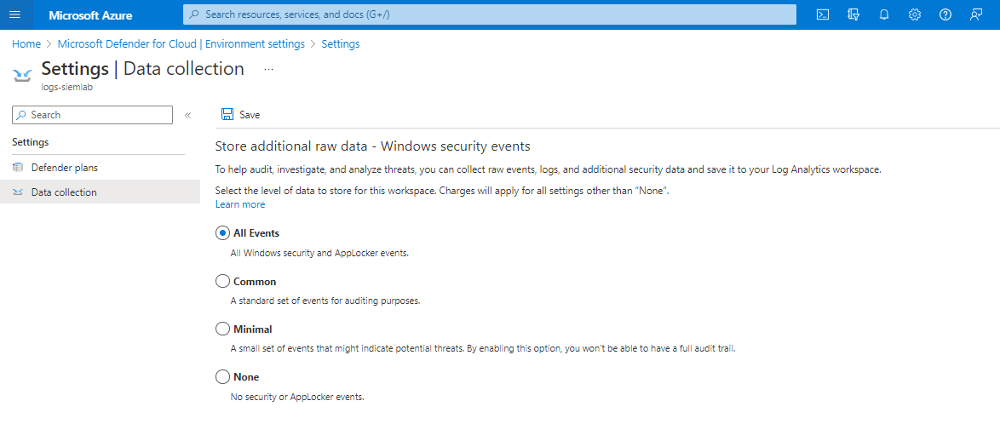 Microsoft Azure
Search resources, services, and docs (G+/)
Home > Microsoft Defender for Cloud | Environment settings > Settings
Settings | Data collection ...
logs-siemlab
Search
«
Settings
Defender plans
Data collection
Save
Store additional raw data - Windows security events
To help audit, investigate, and analyze threats, you can collect raw events, logs, and additional security data and save it to your Log Analytics workspace.
Select the level of data to store for this workspace. Charges will apply for all settings other than “None”.
Learn more
All Events
All Windows security and AppLocker events.
Common
A standard set of events for auditing purposes.
Minimal
A small set of events that might indicate potential threats. By enabling this option, you won't be able to have a full audit trail.
None
No security or AppLocker events.